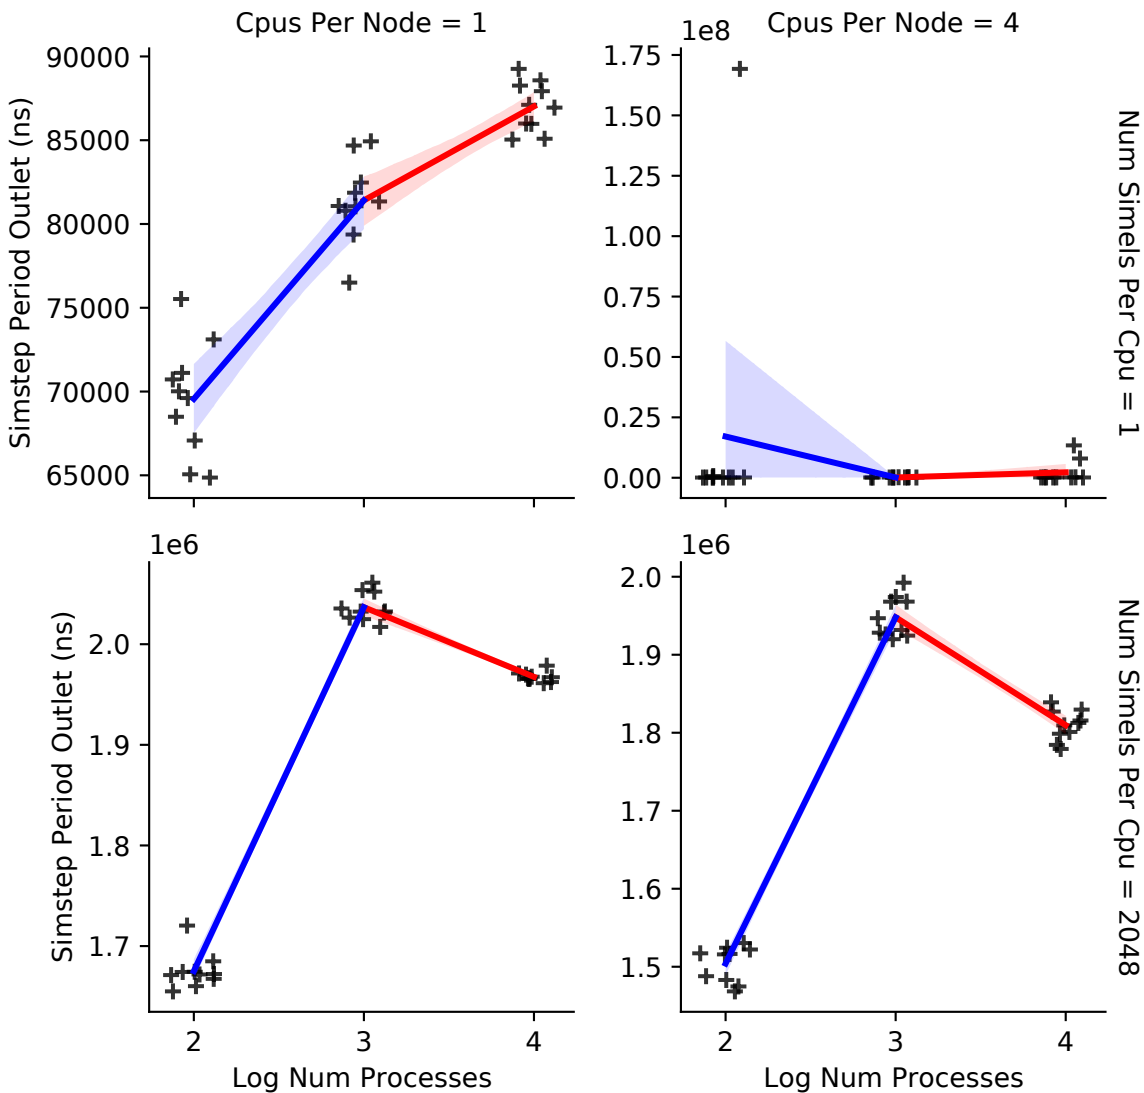 Cpus Per Node = 1
Cpus Per Node = 4
1e8
90000
85000
80000
75000
70000
65000
Simstep Period Outlet (ns)
1.75
1.50
1.25
1.00
0.75
0.50
0.25
0.00
Num Simels Per Cpu = 1
2
3
4
1e6
2.0
1.9
1.8
1.7
Simstep Period Outlet (ns)
2
3
4
Log Num Processes
1e6
2.0
1.9
1.8
1.7
1.6
1.5
Num Simels Per Cpu = 2048
Log Num Processes